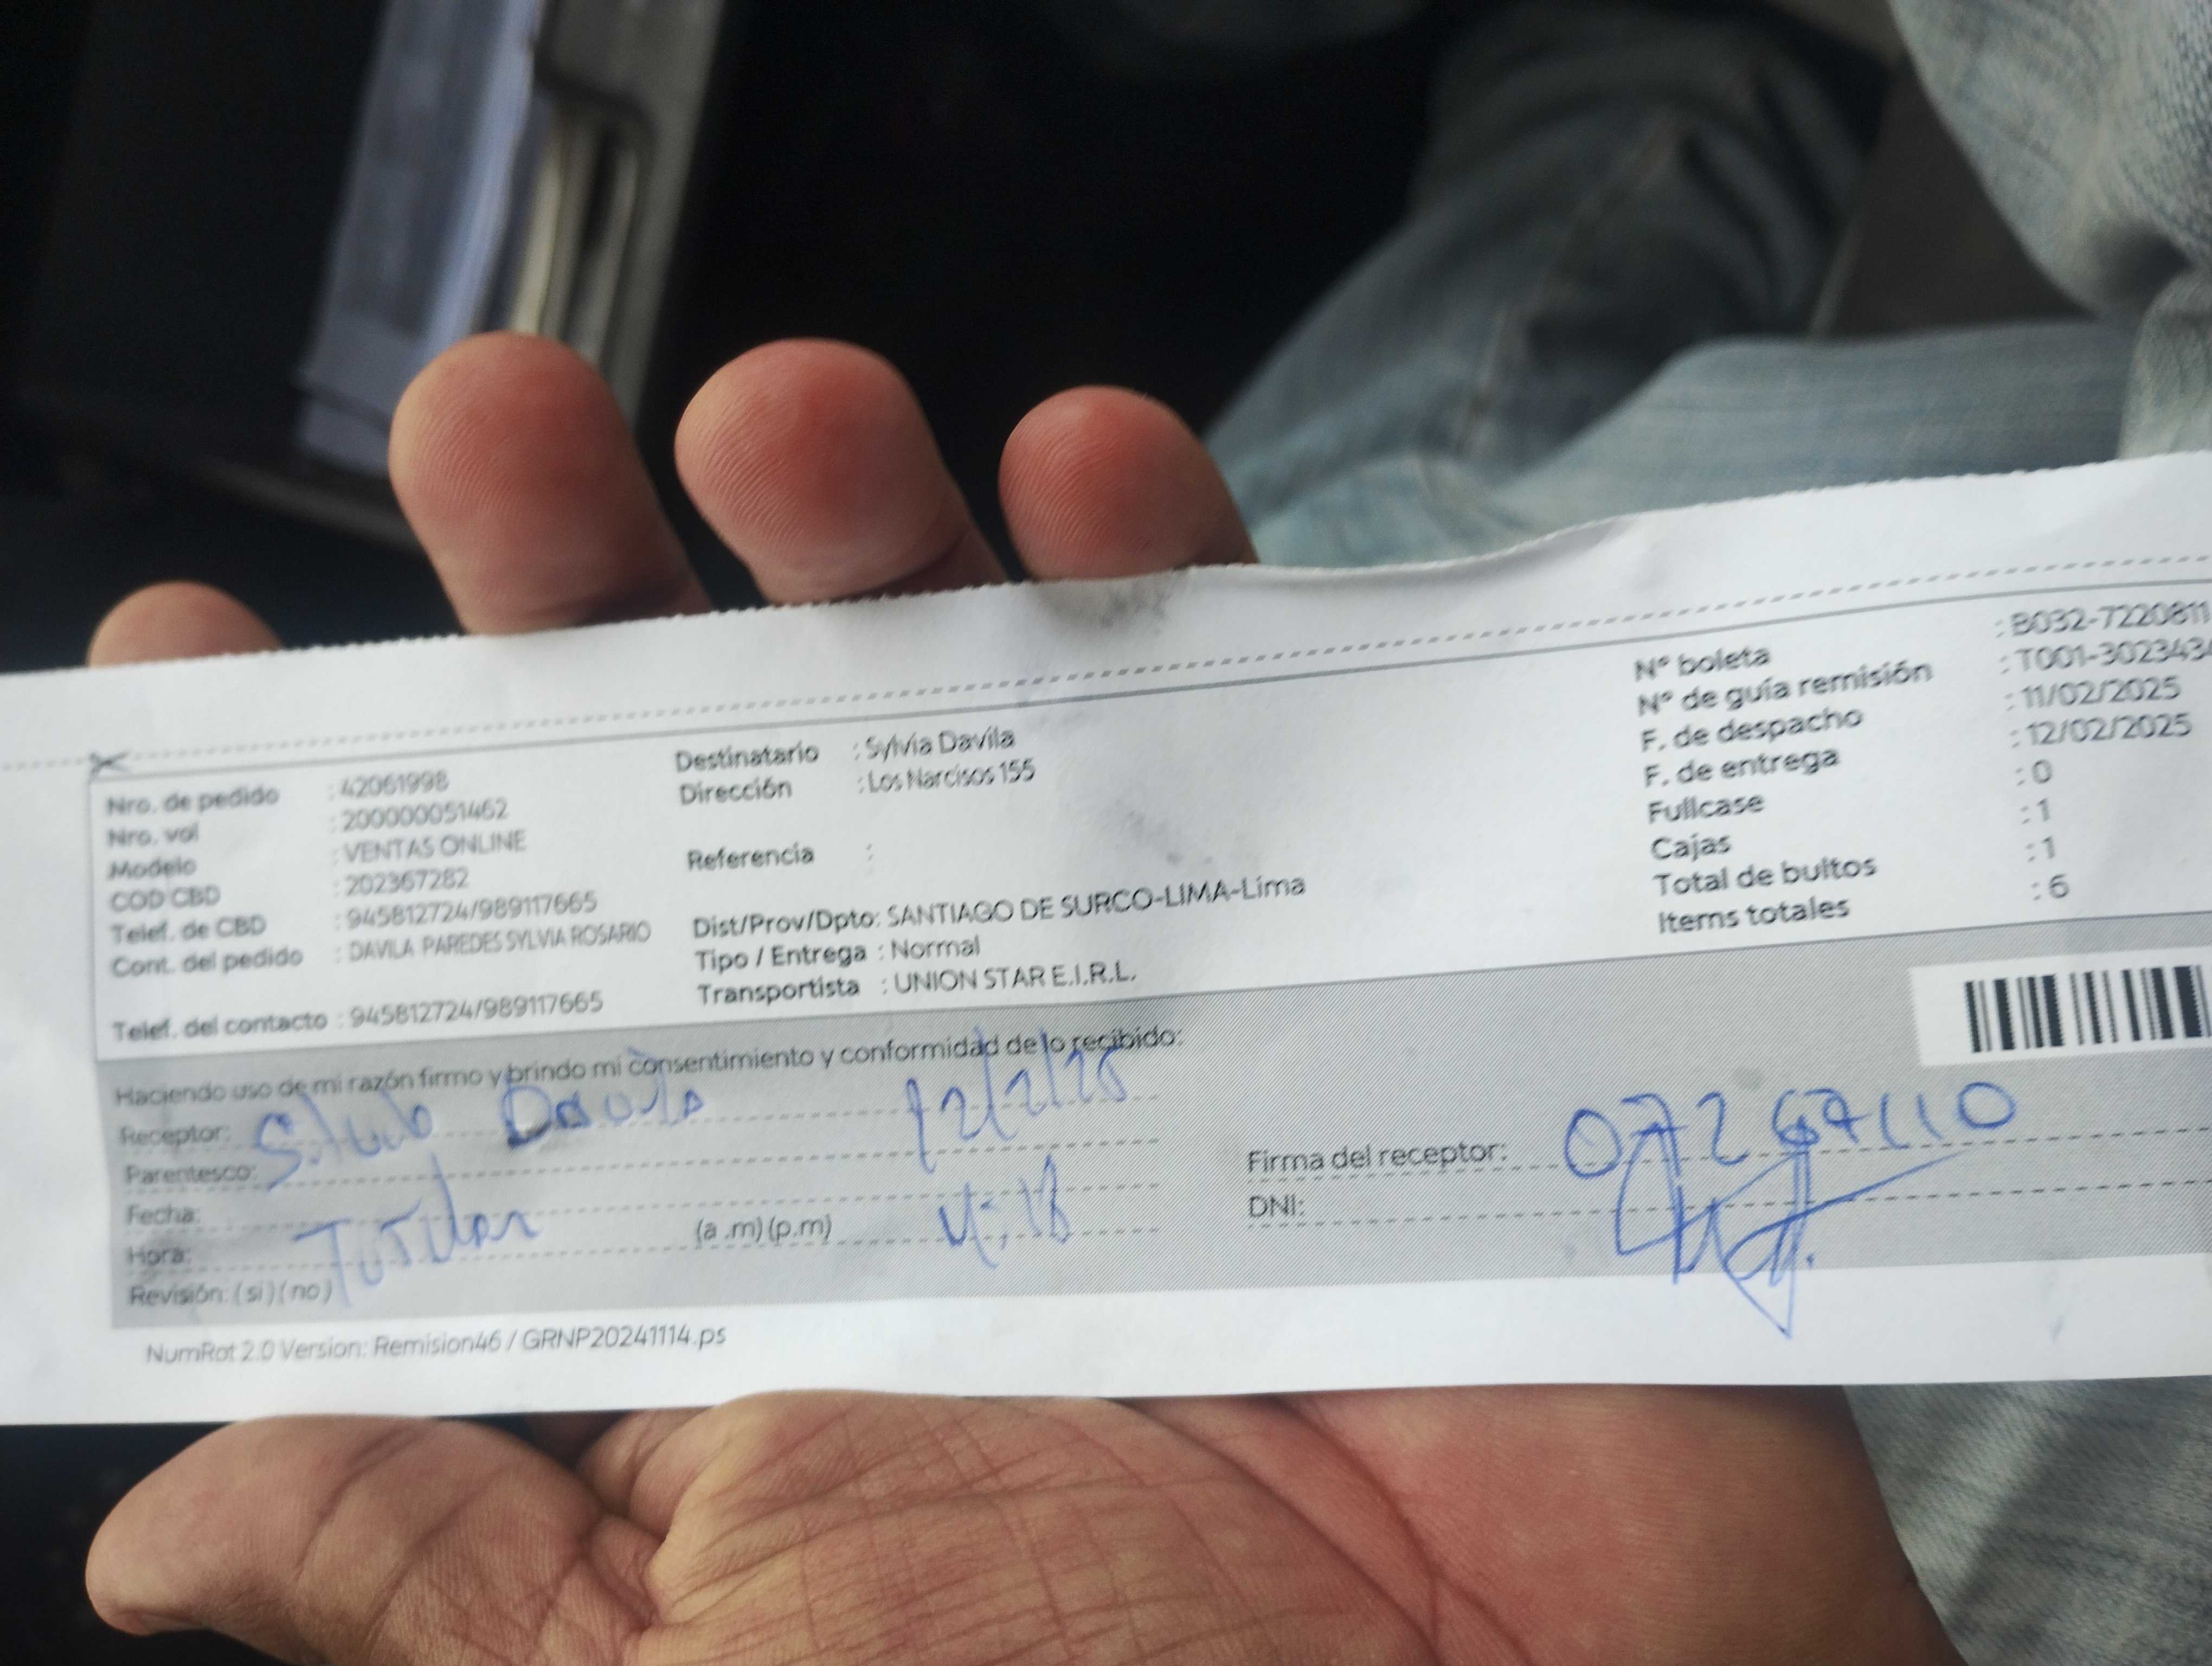 Nro. de pedido : 42061998
Nro. vol : 200000051462
Modelo : VENTAS ONLINE
COD CBD : 202367282
Telef. de CBD : 945812724/989117665
Cont. del pedido : DAVILA PAREDES SYLVIA ROSARIO
Telef. del contacto : 945812724/989117665
Destinatario : Sylvia Davila
Dirección : Los Narcisos 155
Referencia :
Dist/Prov/Dpto: SANTIAGO DE SURCO-LIMA-Lima
Tipo / Entrega : Normal
Transportista : UNION STAR E.I.R.L.
N° boleta : B032-7220811
N° de guía remisión : T001-302343
F. de despacho : 11/02/2025
F. de entrega : 12/02/2025
Fullcase : 0
Cajas : 1
Total de bultos : 1
Items totales : 6
Haciendo uso de mi razón firmo y brindo mi consentimiento y conformidad de lo recibido:
Receptor: Davila
Parentesco: 12/2/25
Fecha:
Hora: Titular (a .m) (p.m) 4:18
Revisión: (si) (no)
Firma del receptor: 07267110
DNI:
NumRot 2.0 Version: Remision46 / GRNP20241114.ps